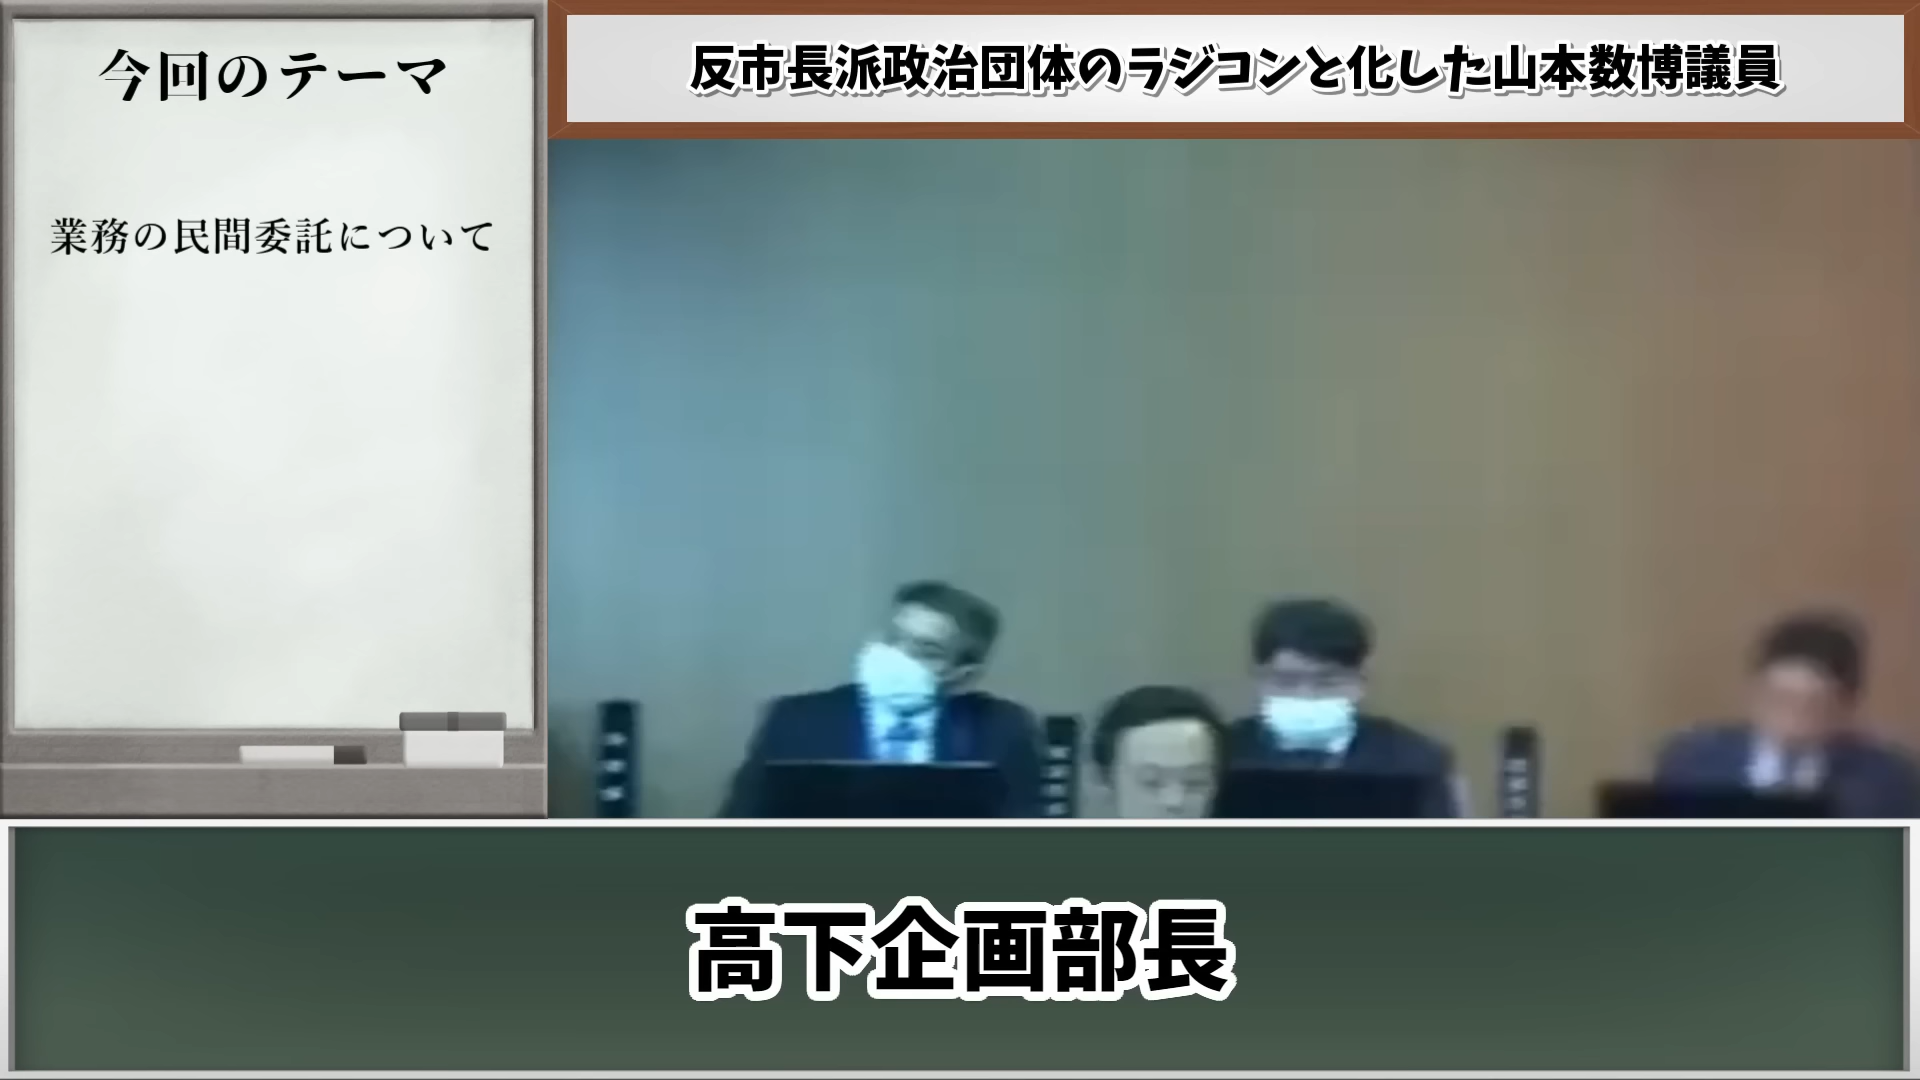 今回のテーマ
業務の民間委託について
反市長派政治団体のラジコンと化した山本数博議員
高下企画部長